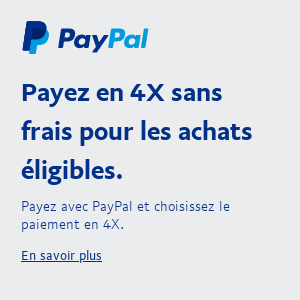 PayPal
Payez en 4X sans
frais pour les achats
éligibles.
Payez avec PayPal et choisissez le
paiement en 4X.
En savoir plus